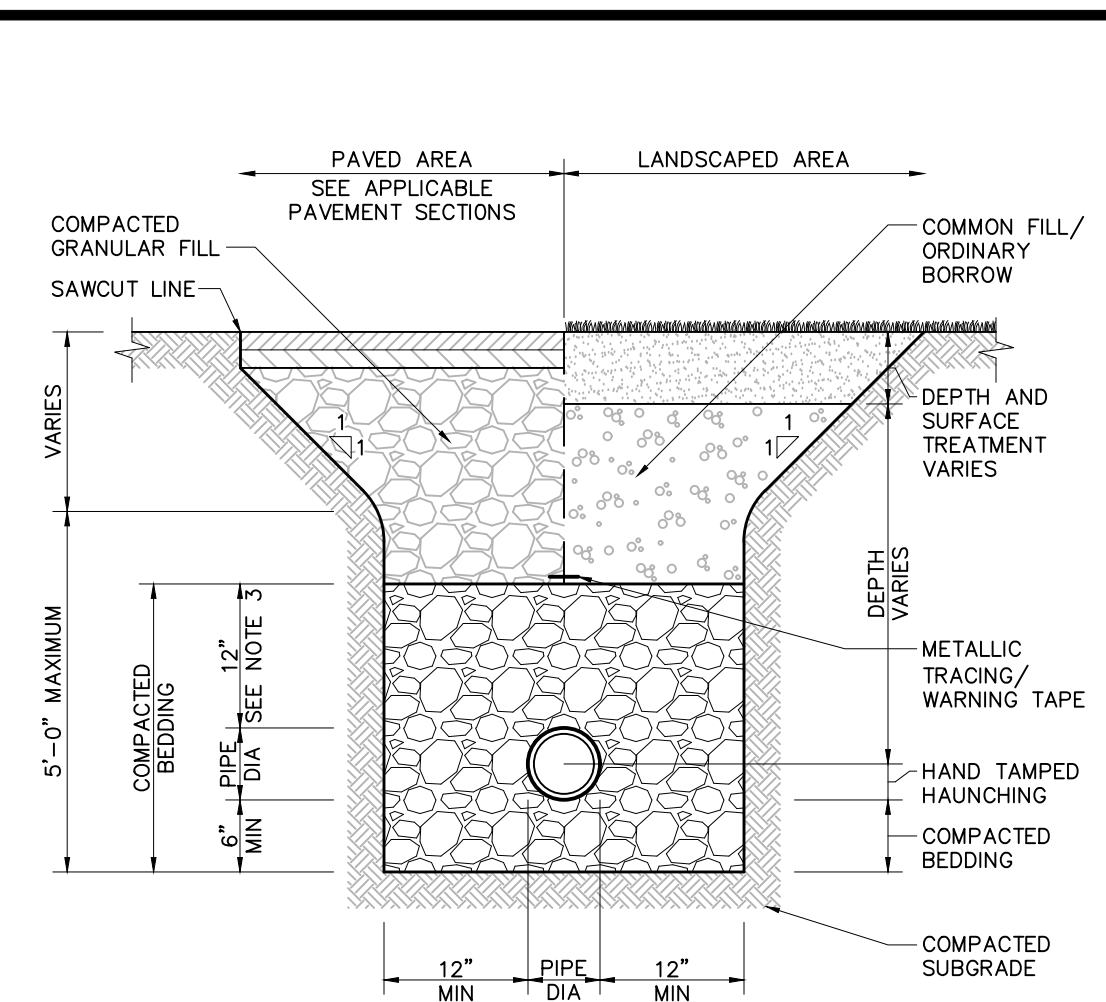 PAVED AREA
SEE APPLICABLE
PAVEMENT SECTIONS
LANDSCAPED AREA
COMPACTED
GRANULAR FILL
SAWCUT LINE
COMMON FILL/
ORDINARY
BORROW
DEPTH AND
SURFACE
TREATMENT
VARIES
1
1
1
1
VARIES
5'-0" MAXIMUM
COMPACTED
BEDDING
12"
SEE NOTE 3
PIPE
DIA
6"
MIN
DEPTH
VARIES
METALLIC
TRACING/
WARNING TAPE
HAND TAMPED
HAUNCHING
COMPACTED
BEDDING
COMPACTED
SUBGRADE
12"
MIN
PIPE
DIA
12"
MIN